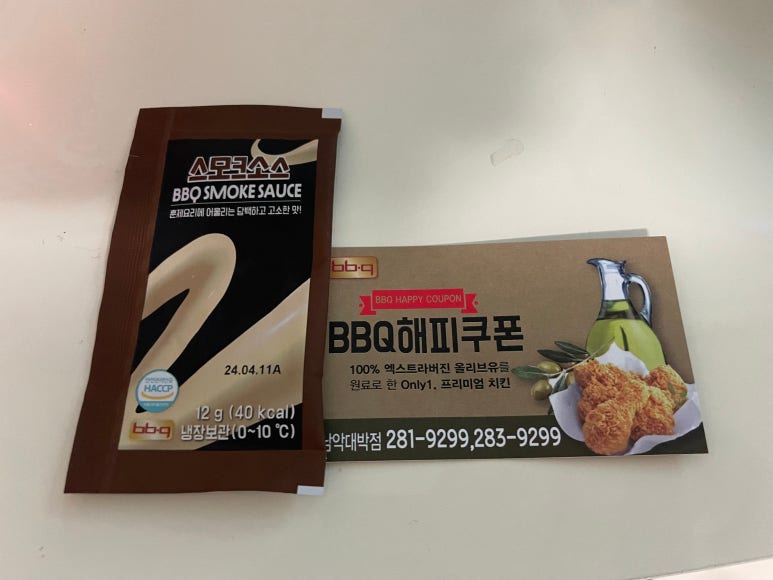 스모크소스
BBQ SMOKE SAUCE
훈제요리에 어울리는 담백하고 고소한 맛!
24.04.11A
HACCP
12 g (40 kcal)
bb.q 냉장보관(0~10 ℃)
bb.q
BBQ HAPPY COUPON
BBQ해피쿠폰
100% 엑스트라버진 올리브유를
원료로 한 Only1. 프리미엄 치킨
남악대박점 281-9299,283-9299